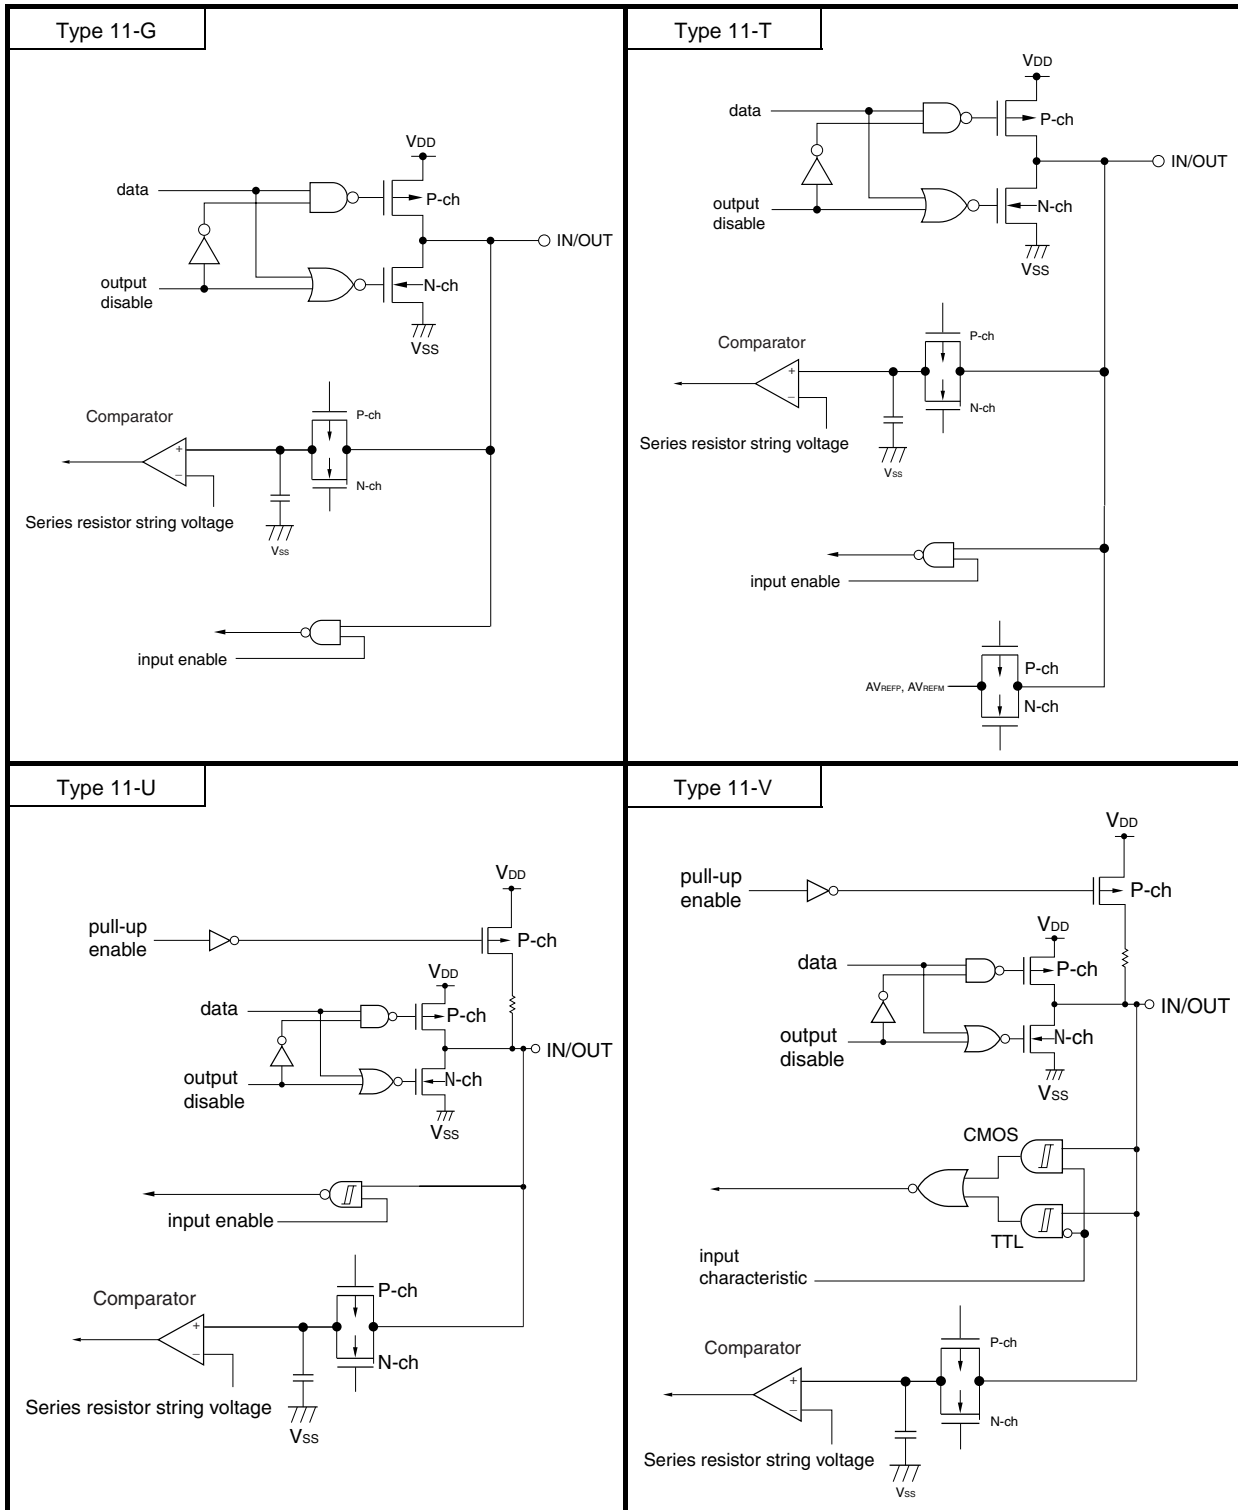 Type 11-G
VDD
data
P-ch
IN/OUT
output
disable
N-ch
VSS
Comparator
P-ch
+
−
N-ch
Series resistor string voltage
VSS
input enable
Type 11-T
VDD
data
P-ch
IN/OUT
output
disable
N-ch
VSS
Comparator
P-ch
+
−
N-ch
Series resistor string voltage
VSS
input enable
P-ch
AVREFP, AVREFM
N-ch
Type 11-U
VDD
pull-up
enable
P-ch
VDD
data
P-ch
IN/OUT
output
disable
N-ch
VSS
input enable
P-ch
Comparator
+
−
N-ch
Series resistor string voltage
VSS
Type 11-V
VDD
pull-up
enable
P-ch
VDD
data
P-ch
IN/OUT
output
disable
N-ch
VSS
CMOS
TTL
input
characteristic
P-ch
Comparator
+
−
N-ch
Series resistor string voltage
VSS